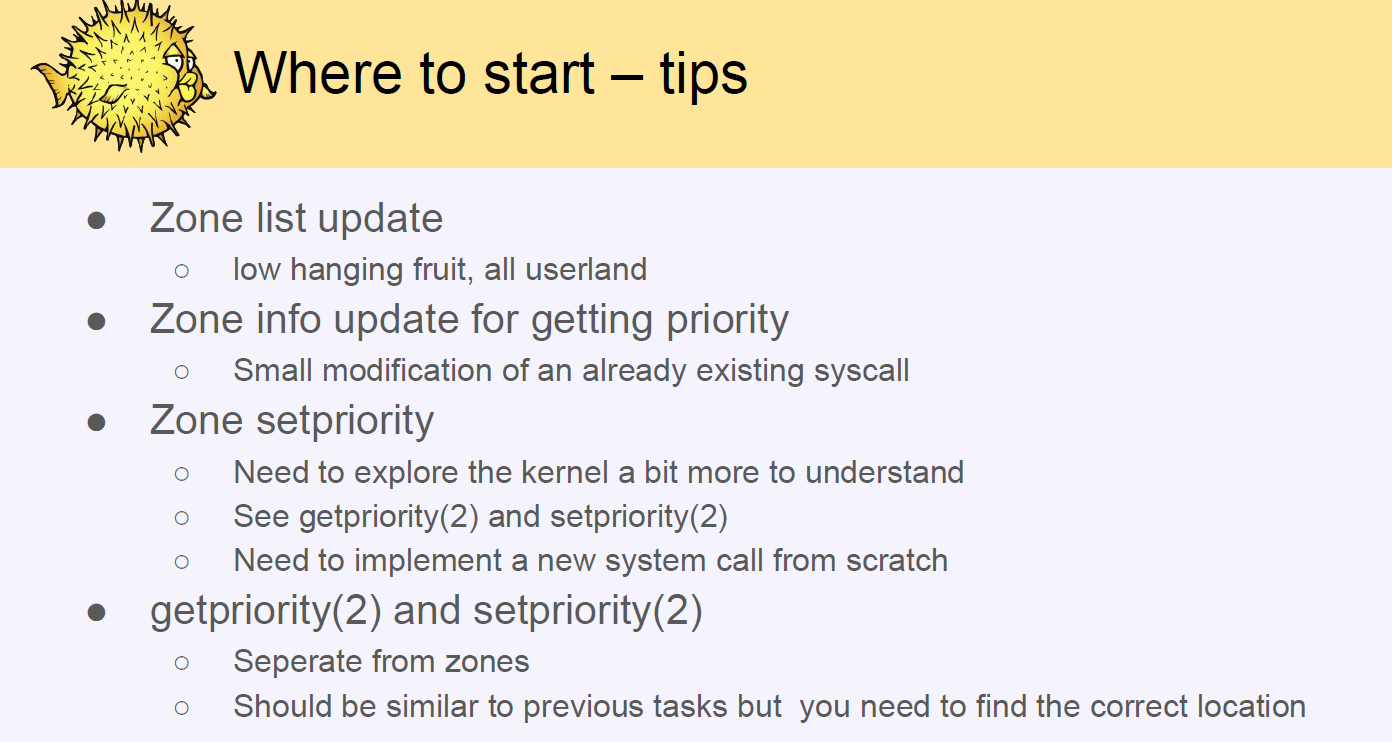 Where to start – tips
● Zone list update
○ low hanging fruit, all userland
● Zone info update for getting priority
○ Small modification of an already existing syscall
● Zone setpriority
○ Need to explore the kernel a bit more to understand
○ See getpriority(2) and setpriority(2)
○ Need to implement a new system call from scratch
● getpriority(2) and setpriority(2)
○ Seperate from zones
○ Should be similar to previous tasks but  you need to find the correct location